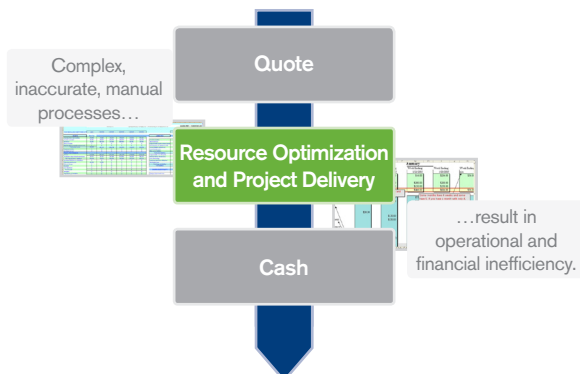 Quote
Complex,
inaccurate, manual
processes…
Resource Optimization
and Project Delivery
…result in
operational and
financial inefficiency.
Cash